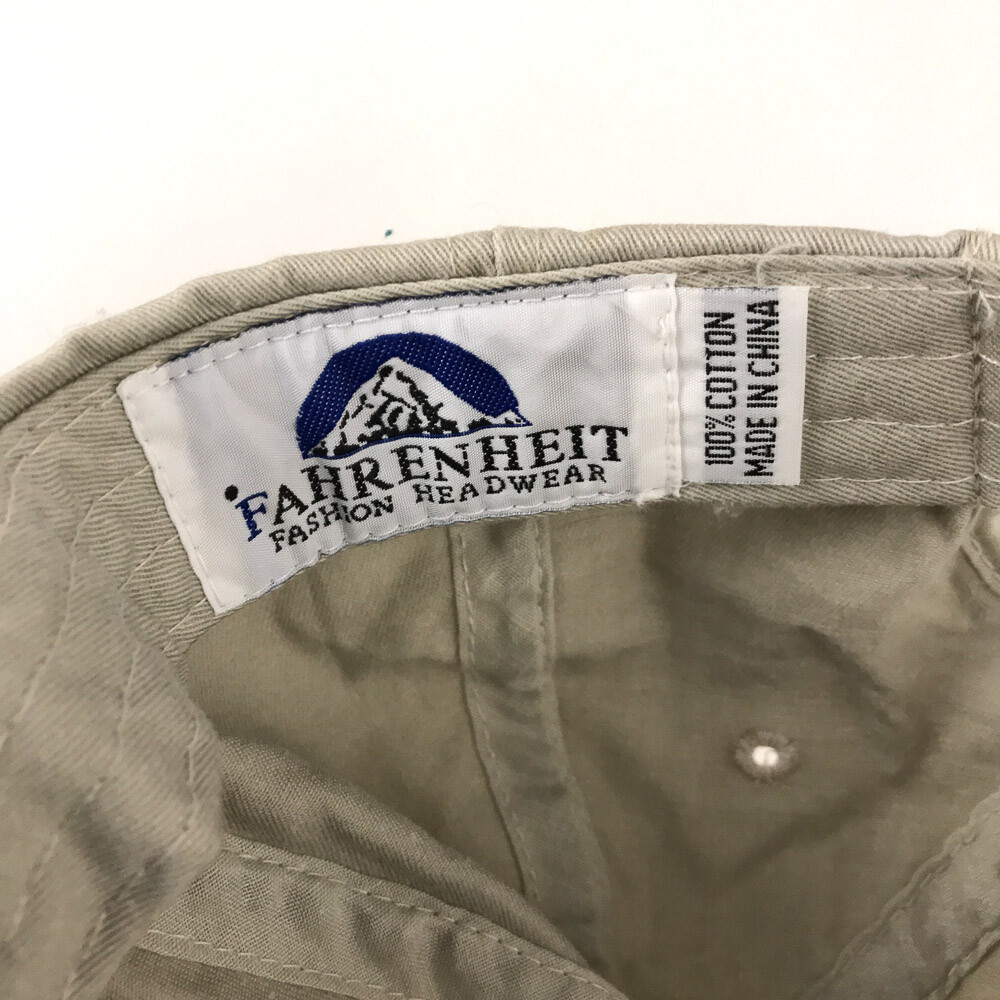 °FAHRENHEIT
FASHION HEADWEAR
100% COTTON
MADE IN CHINA